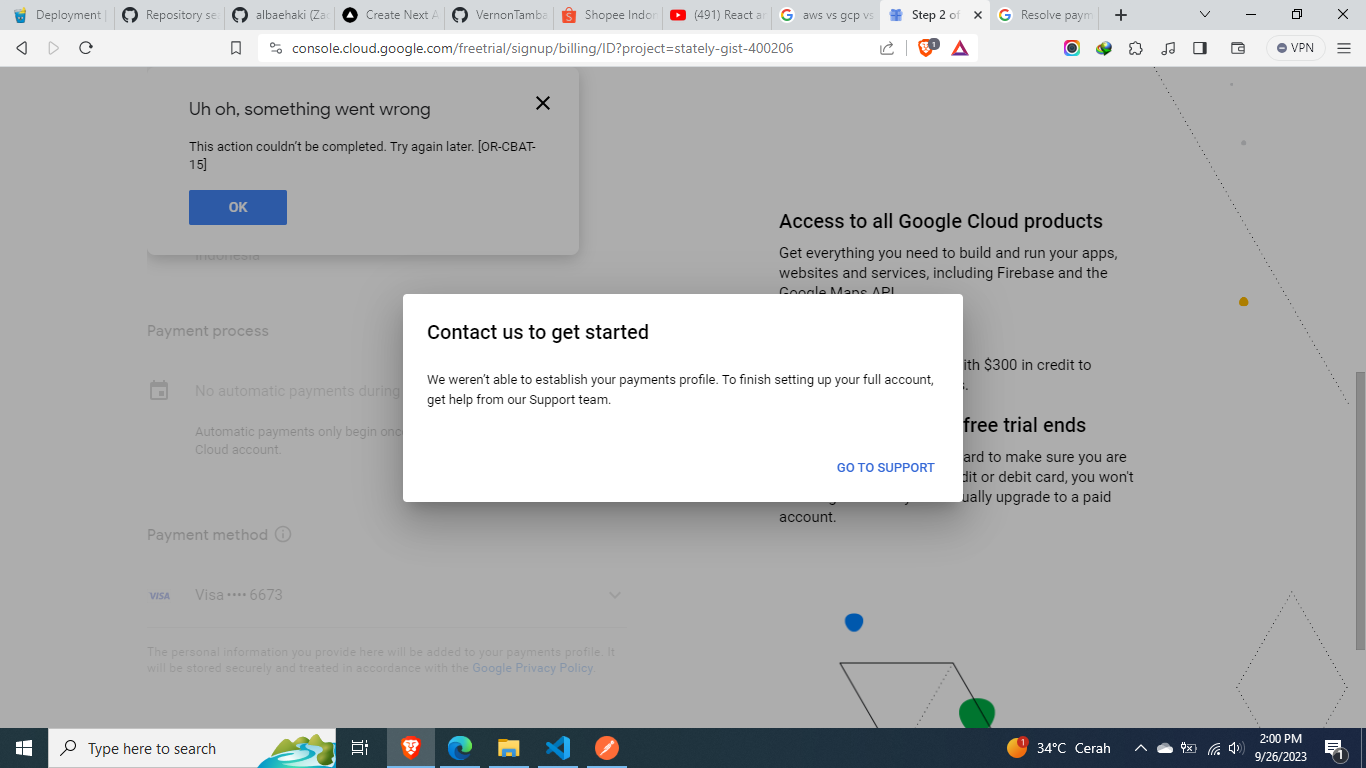 Deployment
Repository se
albaehaki (Zac
Create Next A
VernonTamba
Shopee Indon
(491) React an
aws vs gcp vs
Step 2 of
Resolve paym
console.cloud.google.com/freetrial/signup/billing/ID?project=stately-gist-400206
1
VPN
Uh oh, something went wrong
This action couldn't be completed. Try again later. [OR-CBAT-
15]
OK
Indonesia
Payment process
No automatic payments during
Automatic payments only begin once
Cloud account.
Payment method
VISA
Visa •••• 6673
The personal information you provide here will be added to your payments profile. It
will be stored securely and treated in accordance with the Google Privacy Policy.
Contact us to get started
We weren't able to establish your payments profile. To finish setting up your full account,
get help from our Support team.
GO TO SUPPORT
Access to all Google Cloud products
Get everything you need to build and run your apps,
websites and services, including Firebase and the
Google Maps API
ith $300 in credit to
s.
free trial ends
ard to make sure you are
dit or debit card, you won't
ually upgrade to a paid
account.
Type here to search
1
34°C Cerah
2:00 PM
9/26/2023
1